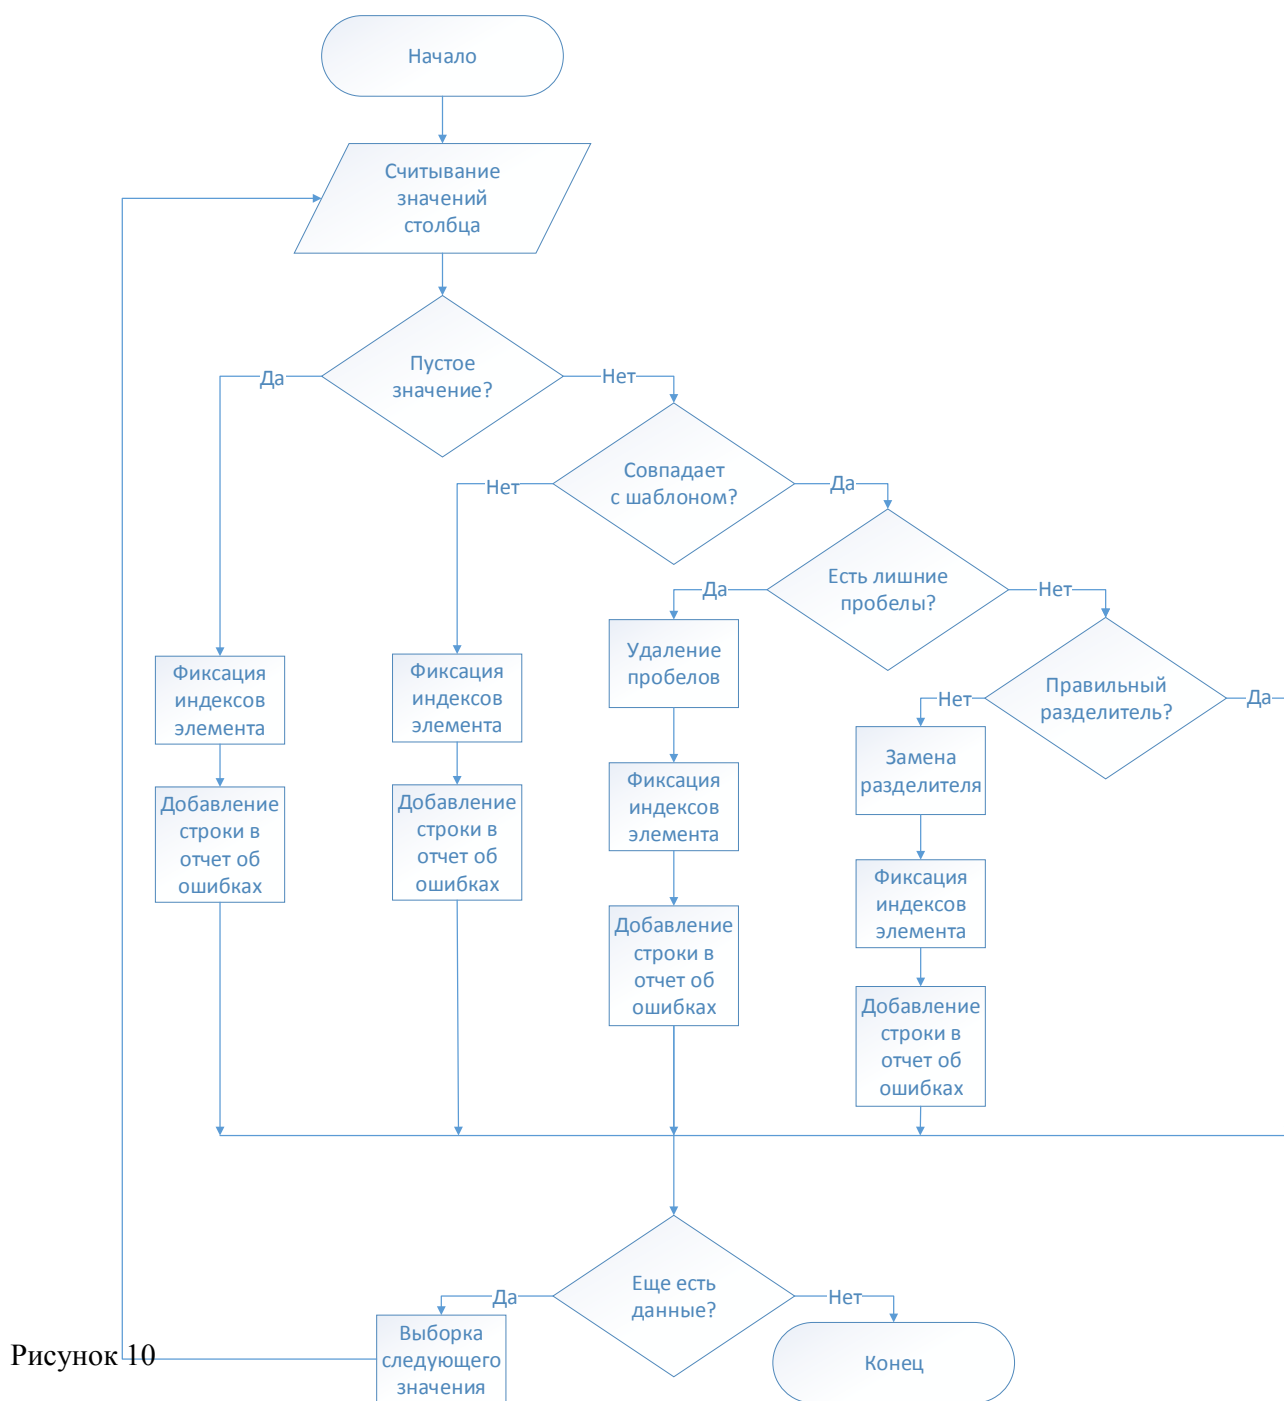 Начало
Считывание
значений
столбца
Пустое
значение?
Да
Нет
Совпадает
с шаблоном?
Нет
Да
Есть лишние
пробелы?
Да
Нет
Правильный
разделитель?
Нет
Да
Фиксация
индексов
элемента
Добавление
строки в
отчет об
ошибках
Фиксация
индексов
элемента
Добавление
строки в
отчет об
ошибках
Удаление
пробелов
Фиксация
индексов
элемента
Добавление
строки в
отчет об
ошибках
Замена
разделителя
Фиксация
индексов
элемента
Добавление
строки в
отчет об
ошибках
Еще есть
данные?
Да
Нет
Выборка
следующего
значения
Конец
Рисунок 10